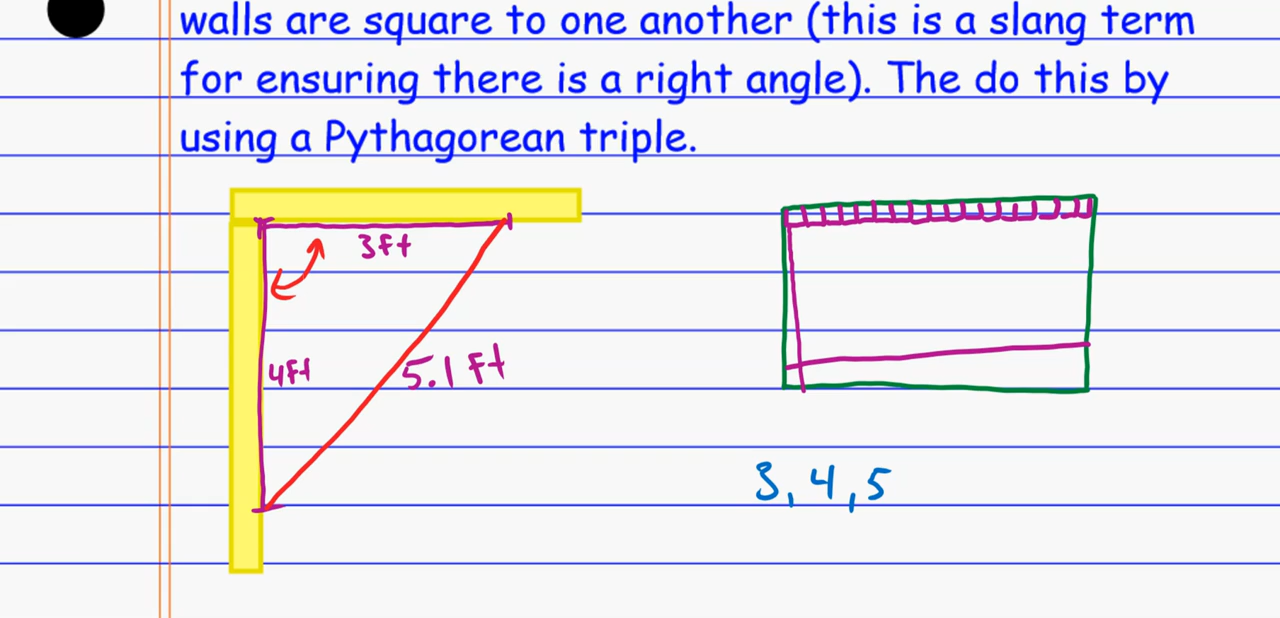 walls are square to one another (this is a slang term
for ensuring there is a right angle). The do this by
using a Pythagorean triple.
3ft
4ft
5.1 ft
3, 4, 5